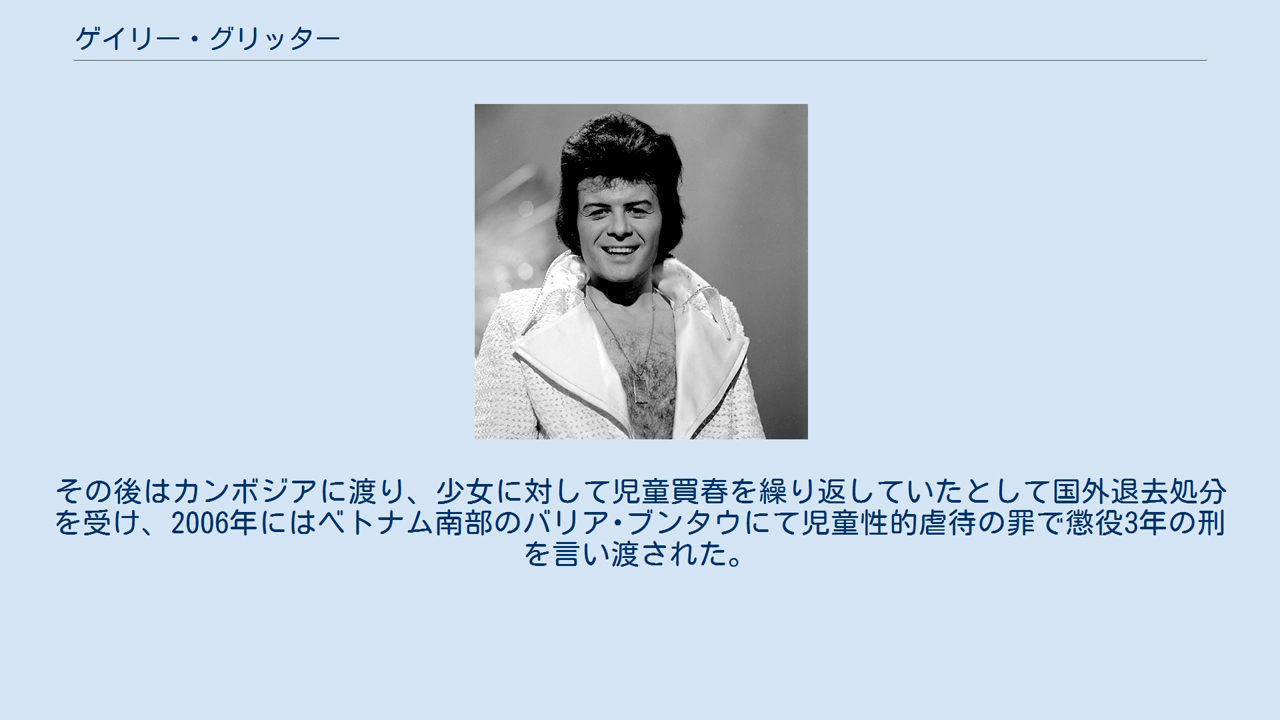 ゲイリー・グリッター
その後はカンボジアに渡り、少女に対して児童買春を繰り返していたとして国外退去処分
を受け、2006年にはベトナム南部のバリア・ブンタウにて児童性的虐待の罪で懲役3年の刑
を言い渡された。